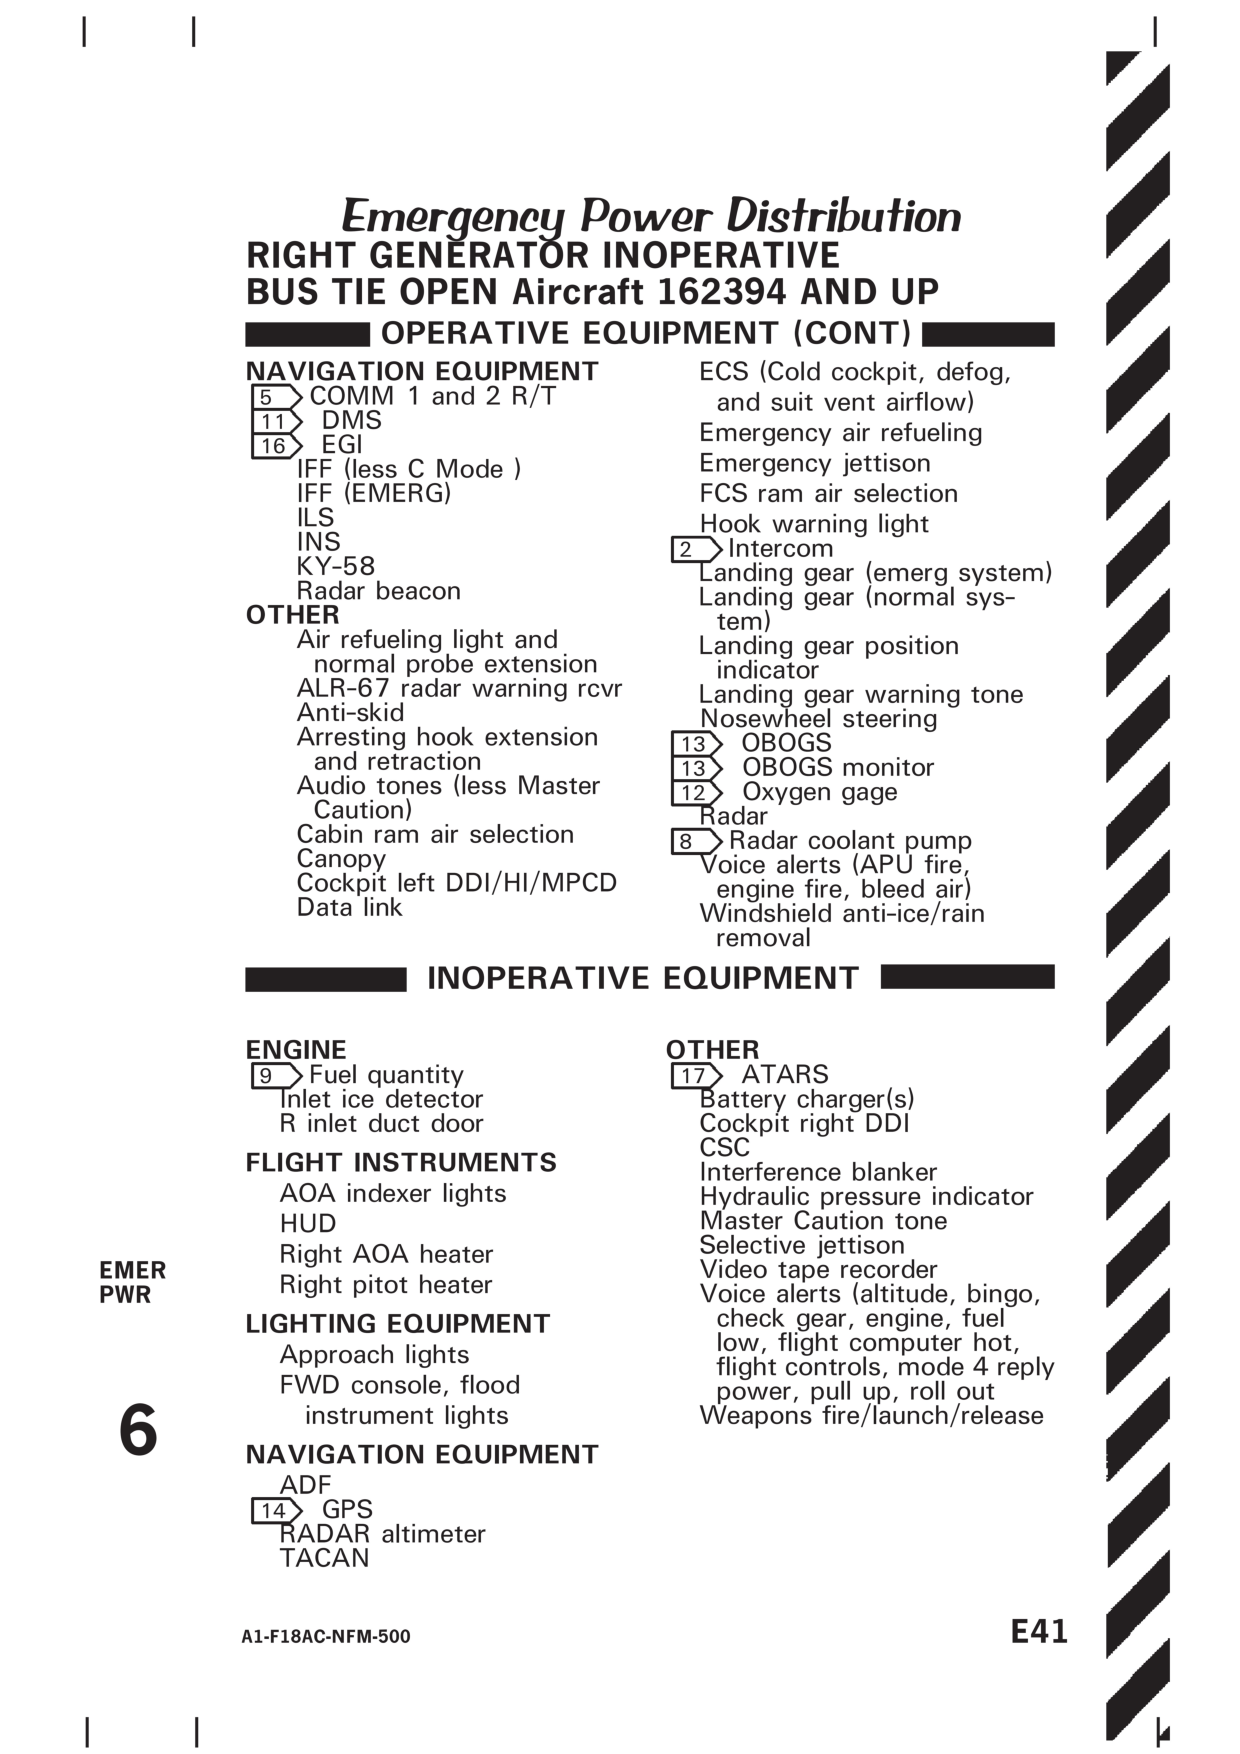 Emergency Power Distribution
RIGHT GENERATOR INOPERATIVE
BUS TIE OPEN Aircraft 162394 AND UP
OPERATIVE EQUIPMENT (CONT)
NAVIGATION EQUIPMENT
5 COMM 1 and 2 R/T
11 DMS
16 EGI
IFF (less C Mode )
IFF (EMERG)
ILS
INS
KY-58
Radar beacon
OTHER
Air refueling light and
normal probe extension
ALR-67 radar warning rcvr
Anti-skid
Arresting hook extension
and retraction
Audio tones (less Master
Caution)
Cabin ram air selection
Canopy
Cockpit left DDI/HI/MPCD
Data link
ECS (Cold cockpit, defog,
and suit vent airflow)
Emergency air refueling
Emergency jettison
FCS ram air selection
Hook warning light
2 Intercom
Landing gear (emerg system)
Landing gear (normal sys-
tem)
Landing gear position
indicator
Landing gear warning tone
Nosewheel steering
13 OBOGS
13 OBOGS monitor
12 Oxygen gage
Radar
8 Radar coolant pump
Voice alerts (APU fire,
engine fire, bleed air)
Windshield anti-ice/rain
removal
INOPERATIVE EQUIPMENT
ENGINE
9 Fuel quantity
Inlet ice detector
R inlet duct door
FLIGHT INSTRUMENTS
AOA indexer lights
HUD
Right AOA heater
Right pitot heater
LIGHTING EQUIPMENT
Approach lights
FWD console, flood
instrument lights
NAVIGATION EQUIPMENT
ADF
14 GPS
RADAR altimeter
TACAN
OTHER
17 ATARS
Battery charger(s)
Cockpit right DDI
CSC
Interference blanker
Hydraulic pressure indicator
Master Caution tone
Selective jettison
Video tape recorder
Voice alerts (altitude, bingo,
check gear, engine, fuel
low, flight computer hot,
flight controls, mode 4 reply
power, pull up, roll out
Weapons fire/launch/release
EMER
PWR
6
A1-F18AC-NFM-500
E41